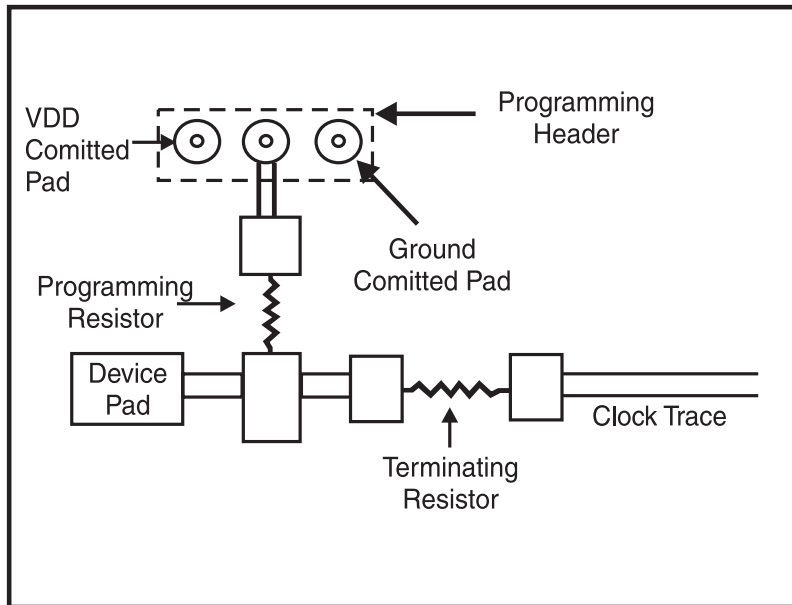 VDD
Comitted
Pad
Programming
Header
Ground
Comitted Pad
Programming
Resistor
Device
Pad
Clock Trace
Terminating
Resistor